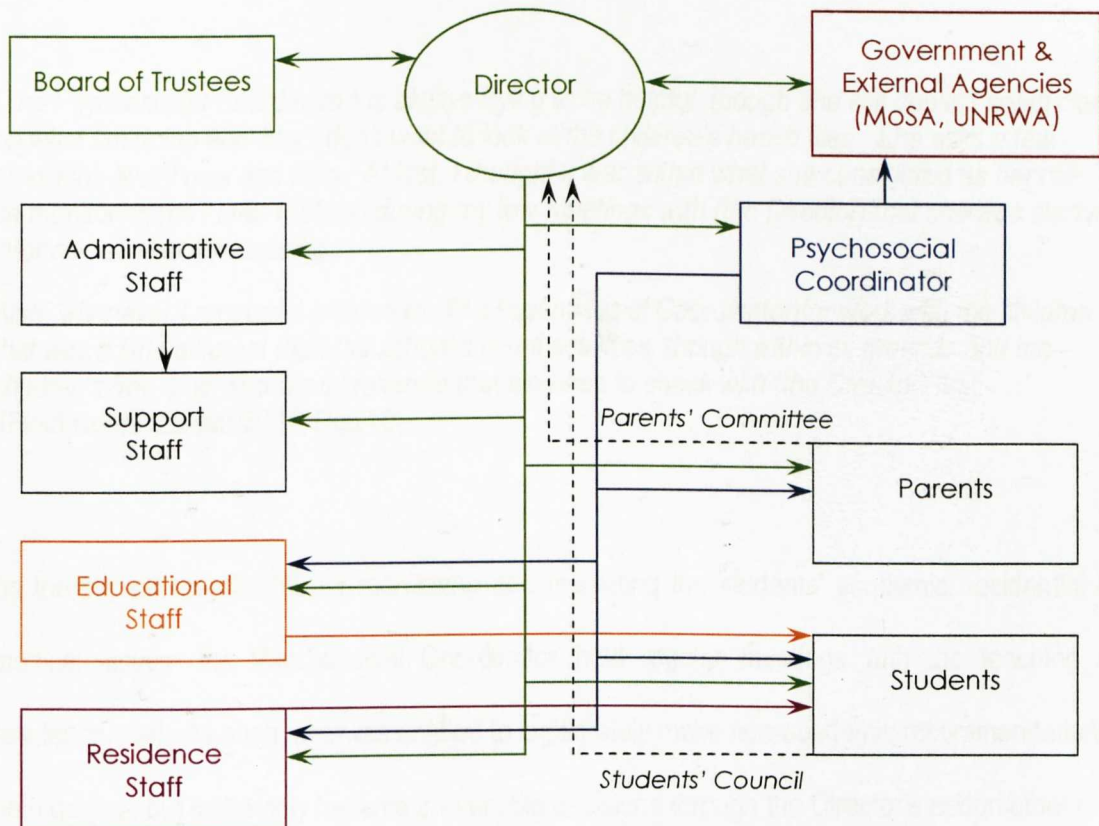 Board of Trustees
Director
Government &
External Agencies
(MoSA, UNRWA)
Administrative
Staff
Psychosocial
Coordinator
Support
Staff
Parents' Committee
Parents
Educational
Staff
Students
Residence
Staff
Students' Council